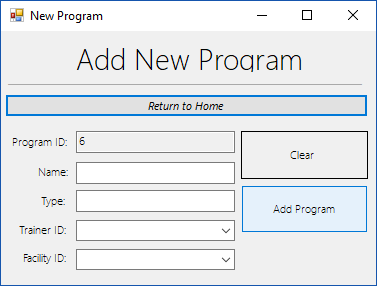 New Program
Add New Program
Return to Home
Program ID: 6
Clear
Name:
Type:
Add Program
Trainer ID:
Facility ID: